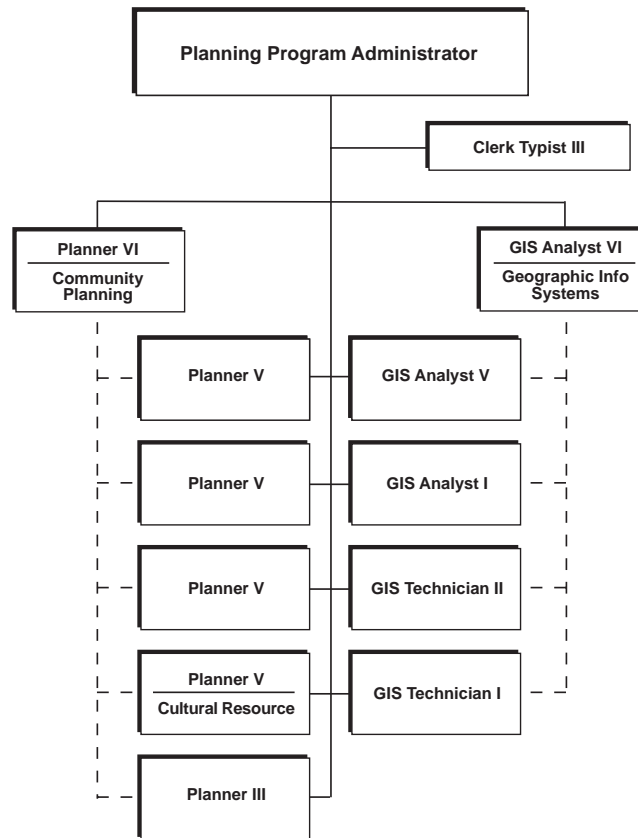 Planning Program Administrator
Clerk Typist III
Planner VI
Community
Planning
GIS Analyst VI
Geographic Info
Systems
Planner V
GIS Analyst V
Planner V
GIS Analyst I
Planner V
GIS Technician II
Planner V
Cultural Resource
GIS Technician I
Planner III